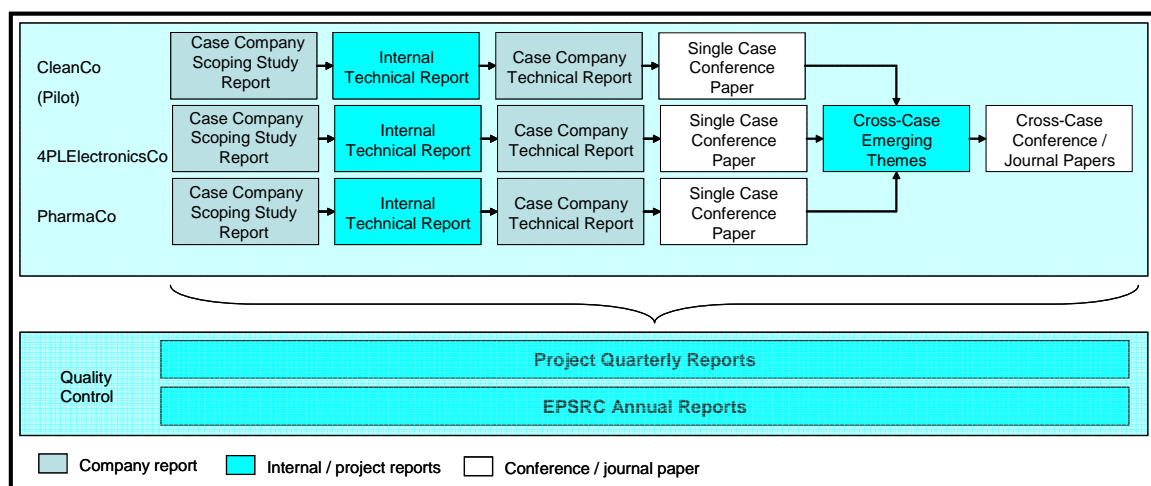 CleanCo
(Pilot)
Case Company
Scoping Study
Report
Internal
Technical Report
Case Company
Technical Report
Single Case
Conference
Paper
4PLElectronicsCo
Case Company
Scoping Study
Report
Internal
Technical Report
Case Company
Technical Report
Single Case
Conference
Paper
Cross-Case
Emerging
Themes
Cross-Case
Conference /
Journal Papers
PharmaCo
Case Company
Scoping Study
Report
Internal
Technical Report
Case Company
Technical Report
Single Case
Conference
Paper
Quality
Control
Project Quarterly Reports
EPSRC Annual Reports
Company report
Internal / project reports
Conference / journal paper